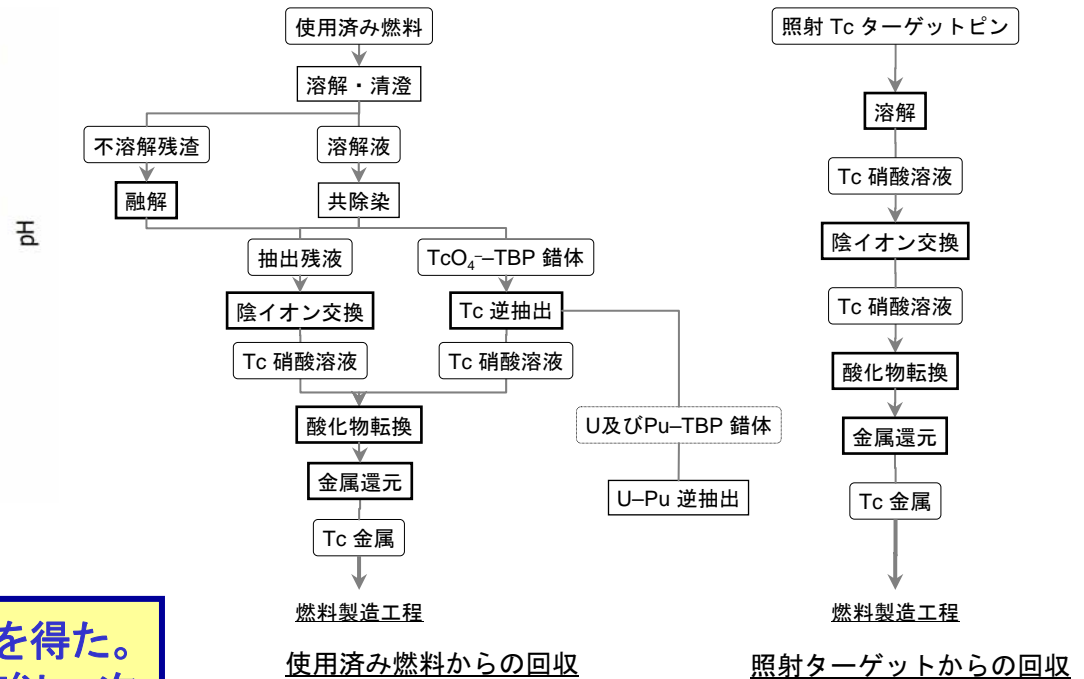 pH
使用済み燃料
溶解・清澄
不溶解残渣
溶解液
融解
共除染
抽出残液
TcO₄⁻–TBP 錯体
陰イオン交換
Tc 逆抽出
Tc 硝酸溶液
Tc 硝酸溶液
酸化物転換
U及びPu–TBP 錯体
金属還元
U–Pu 逆抽出
Tc 金属
燃料製造工程
使用済み燃料からの回収
照射 Tc ターゲットピン
溶解
Tc 硝酸溶液
陰イオン交換
Tc 硝酸溶液
酸化物転換
金属還元
Tc 金属
燃料製造工程
照射ターゲットからの回収
を得た。